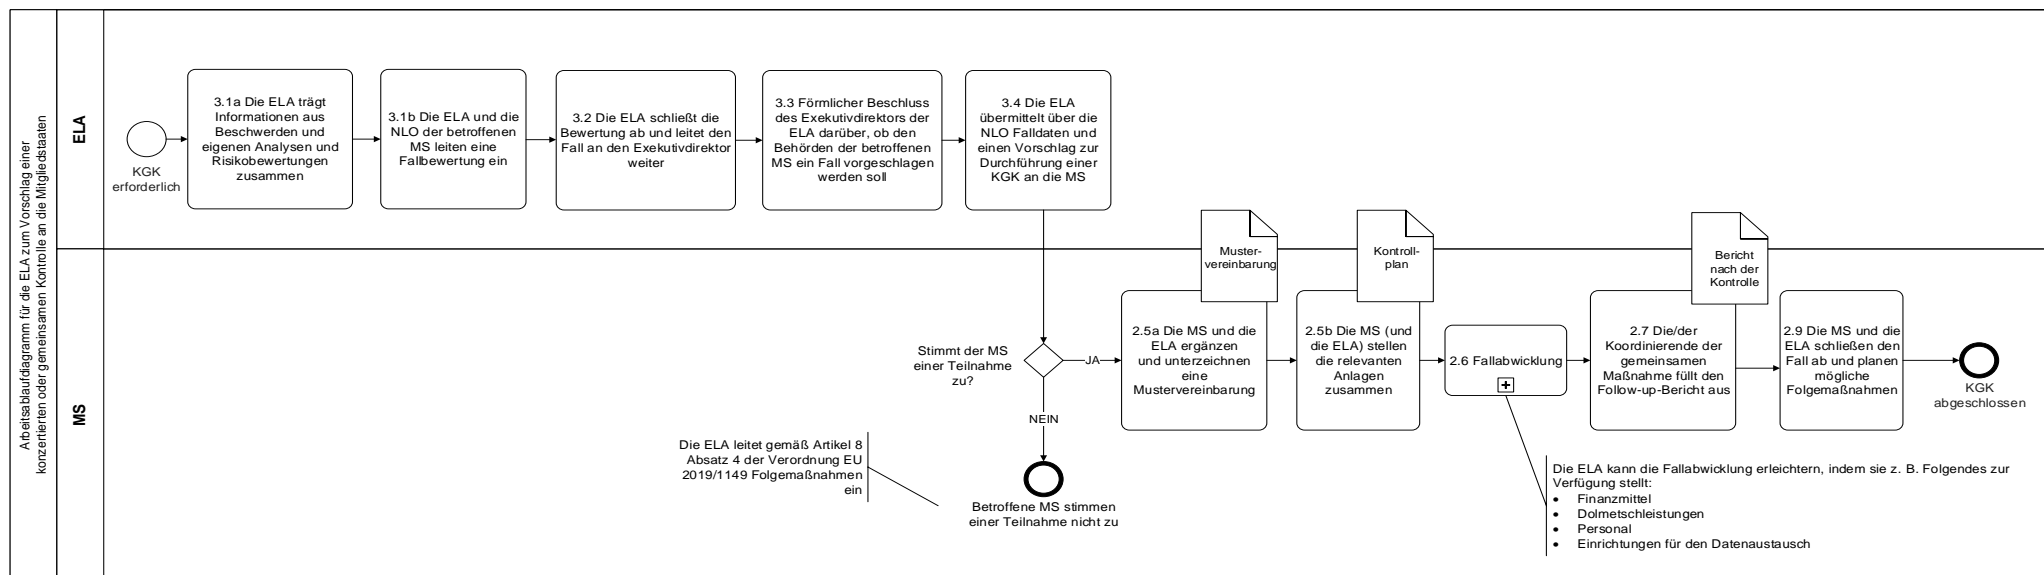 Arbeitsablaufdiagramm für die ELA zum Vorschlag einer
konzertierten oder gemeinsamen Kontrolle an die Mitgliedstaaten
ELA
KGK
erforderlich
3.1a Die ELA trägt
Informationen aus
Beschwerden und
eigenen Analysen und
Risikobewertungen
zusammen
3.1b Die ELA und die
NLO der betroffenen
MS leiten eine
Fallbewertung ein
3.2 Die ELA schließt die
Bewertung ab und leitet den
Fall an den Exekutivdirektor
weiter
3.3 Förmlicher Beschluss
des Exekutivdirektors der
ELA darüber, ob den
Behörden der betroffenen
MS ein Fall vorgeschlagen
werden soll
3.4 Die ELA
übermittelt über die
NLO Falldaten und
einen Vorschlag zur
Durchführung einer
KGK an die MS
MS
Stimmt der MS
einer Teilnahme
zu?
JA
NEIN
Die ELA leitet gemäß Artikel 8
Absatz 4 der Verordnung EU
2019/1149 Folgemaßnahmen
ein
Betroffene MS stimmen
einer Teilnahme nicht zu
Muster-
vereinbarung
2.5a Die MS und die
ELA ergänzen
und unterzeichnen
eine
Mustervereinbarung
Kontroll-
plan
2.5b Die MS (und
die ELA) stellen
die relevanten
Anlagen
zusammen
2.6 Fallabwicklung
Die ELA kann die Fallabwicklung erleichtern, indem sie z. B. Folgendes zur
Verfügung stellt:
• Finanzmittel
• Dolmetschleistungen
• Personal
• Einrichtungen für den Datenaustausch
Bericht
nach der
Kontrolle
2.7 Die/der
Koordinierende der
gemeinsamen
Maßnahme füllt den
Follow-up-Bericht aus
2.9 Die MS und die
ELA schließen den
Fall ab und planen
mögliche
Folgemaßnahmen
KGK
abgeschlossen